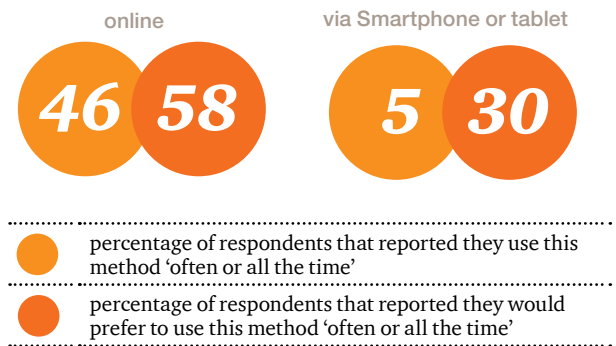 online
via Smartphone or tablet
46 58
5 30
percentage of respondents that reported they use this
method ‘often or all the time’
percentage of respondents that reported they would
prefer to use this method ‘often or all the time’